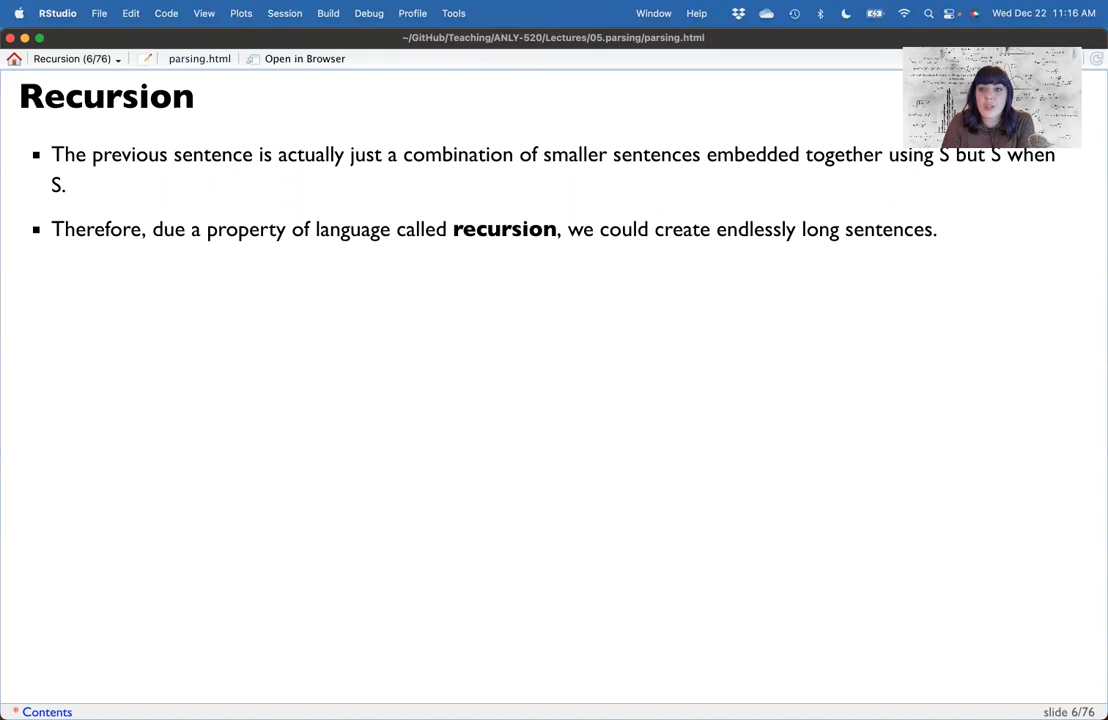 RStudio File Edit Code View Plots Session Build Debug Profile Tools Window Help Wed Dec 22 11:16 AM
~/GitHub/Teaching/ANLY-520/Lectures/05.parsing/parsing.html
Recursion (6/76) parsing.html Open in Browser
Recursion
The previous sentence is actually just a combination of smaller sentences embedded together using S but S when
S.
Therefore, due a property of language called recursion, we could create endlessly long sentences.
* Contents slide 6/76